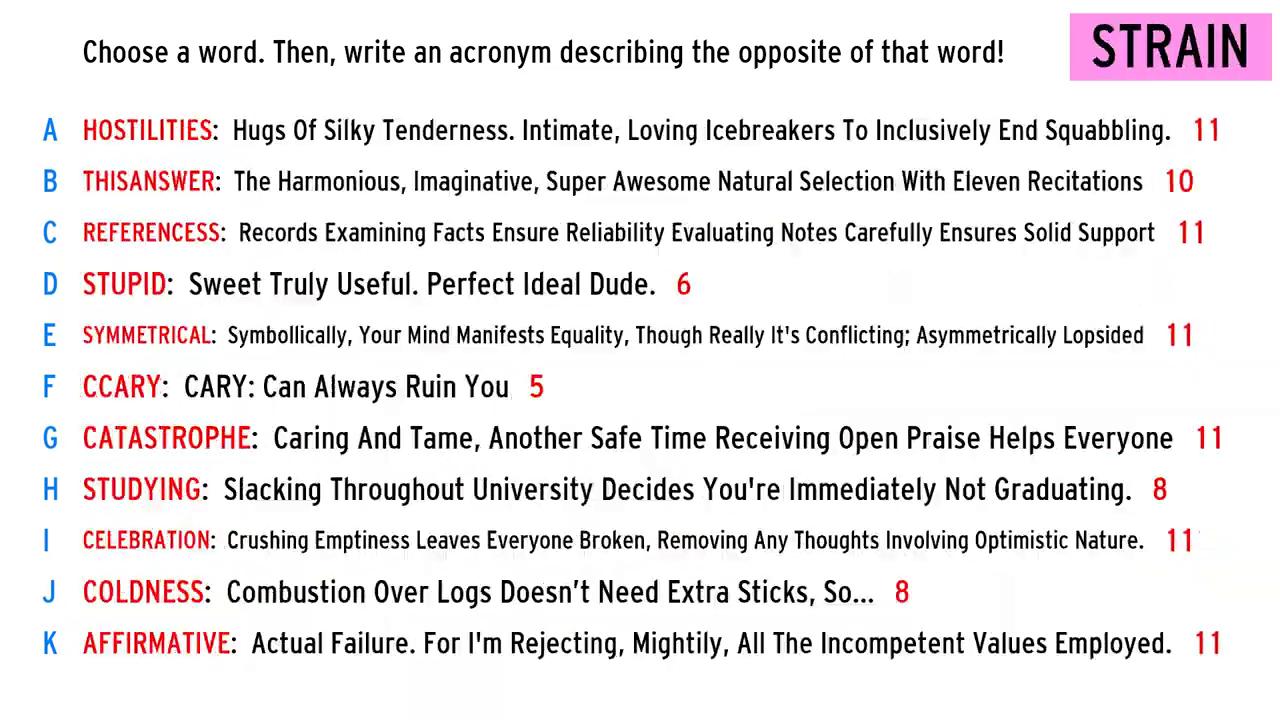 Choose a word. Then, write an acronym describing the opposite of that word!
STRAIN
A HOSTILITIES: Hugs Of Silky Tenderness. Intimate, Loving Icebreakers To Inclusively End Squabbling. 11
B THISANSWER: The Harmonious, Imaginative, Super Awesome Natural Selection With Eleven Recitations 10
C REFERENCESS: Records Examining Facts Ensure Reliability Evaluating Notes Carefully Ensures Solid Support 11
D STUPID: Sweet Truly Useful. Perfect Ideal Dude. 6
E SYMMETRICAL: Symbollically, Your Mind Manifests Equality, Though Really It's Conflicting; Asymmetrically Lopsided 11
F CCARY: CARY: Can Always Ruin You 5
G CATASTROPHE: Caring And Tame, Another Safe Time Receiving Open Praise Helps Everyone 11
H STUDYING: Slacking Throughout University Decides You're Immediately Not Graduating. 8
I CELEBRATION: Crushing Emptiness Leaves Everyone Broken, Removing Any Thoughts Involving Optimistic Nature. 11
J COLDNESS: Combustion Over Logs Doesn’t Need Extra Sticks, So... 8
K AFFIRMATIVE: Actual Failure. For I'm Rejecting, Mightily, All The Incompetent Values Employed. 11